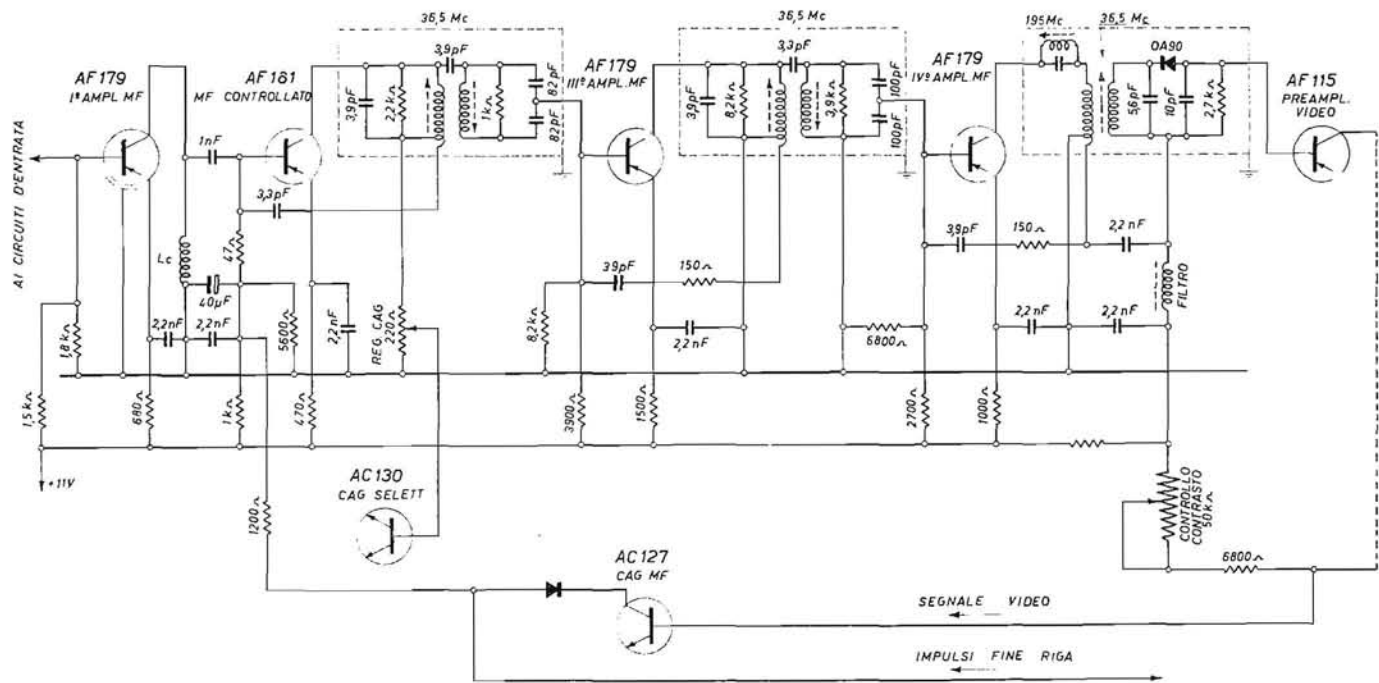 36,5 Mc
36,5 Mc
195 Mc
36,5 Mc
AF179
I° AMPL. MF
AF181
MF CONTROLLATO
AF179
III° AMPL. MF
AF179
IV° AMPL. MF
AF115
PREAMPL.
VIDEO
3,9pF
2,2kΩ
3,9pF
1kΩ
82pF
82pF
3,9pF
8,2kΩ
3,3pF
3,9kΩ
100pF
100pF
OA90
5,6pF
10pF
2,7kΩ
AI CIRCUITI D'ENTRATA
1nF
3,3pF
47Ω
Lc
40µF
2,2nF
2,2nF
5600Ω
2,2nF
REG. CAG
220Ω
1,8kΩ
8,2kΩ
39pF
150Ω
2,2nF
6800Ω
3,9pF
150Ω
2,2nF
2,2nF
2,2nF
FILTRO
1,5kΩ
680Ω
1kΩ
470Ω
3900Ω
1500Ω
2700Ω
1000Ω
+11V
1200Ω
AC130
CAG SELETT
AC127
CAG MF
CONTROLLO
CONTRASTO
50kΩ
6800Ω
SEGNALE VIDEO
IMPULSI FINE RIGA